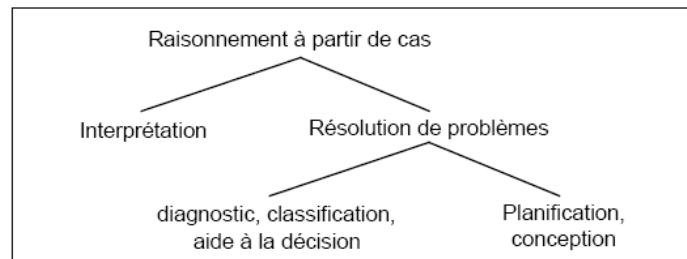 Raisonnement à partir de cas
Interprétation
Résolution de problèmes
diagnostic, classification,
aide à la décision
Planification,
conception